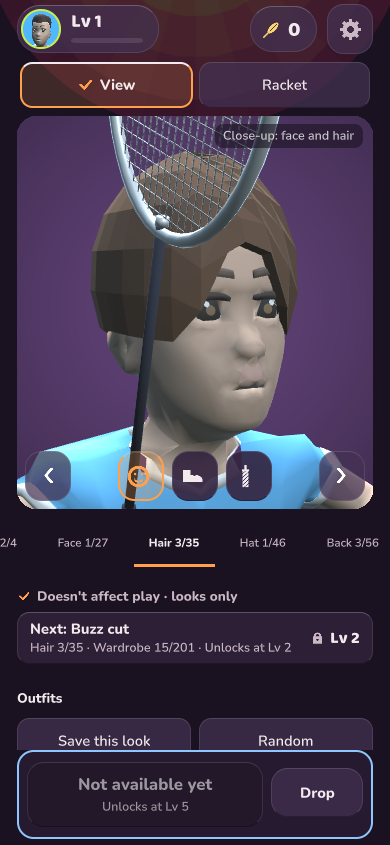 Lv 1
0
View
Racket
Close-up: face and hair
2/4
Face 1/27
Hair 3/35
Hat 1/46
Back 3/56
Doesn't affect play · looks only
Next: Buzz cut
Hair 3/35 · Wardrobe 15/201 · Unlocks at Lv 2
Lv 2
Outfits
Save this look
Random
Not available yet
Unlocks at Lv 5
Drop